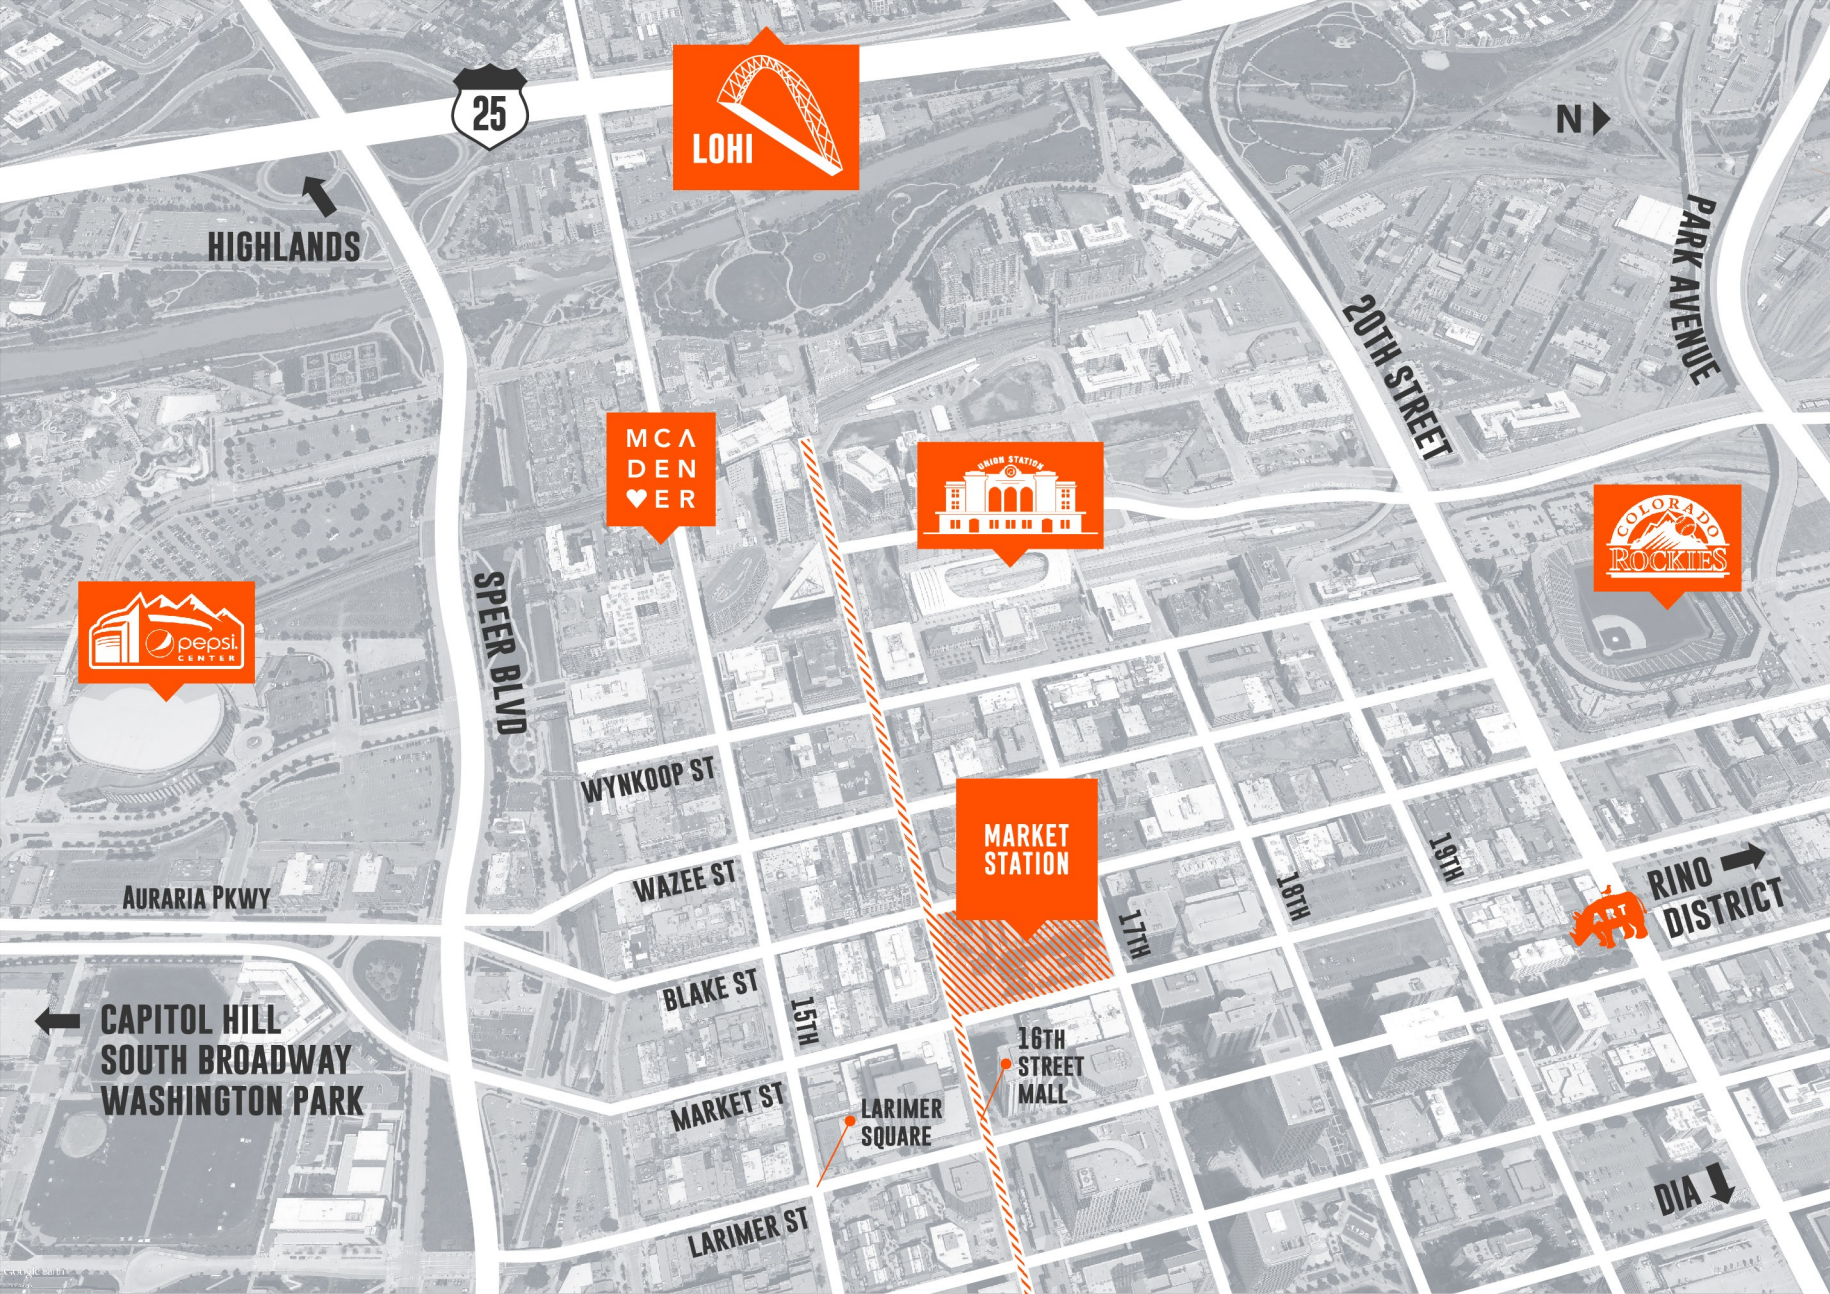 25
LOHI
N
HIGHLANDS
PARK AVENUE
20TH STREET
MCA
DEN
♥ER
UNION STATION
COLORADO
ROCKIES
pepsi.
CENTER
SPEER BLVD
WYNKOOP ST
MARKET
STATION
WAZEE ST
19TH
18TH
17TH
ART
RINO
DISTRICT
AURARIA PKWY
BLAKE ST
15TH
CAPITOL HILL
SOUTH BROADWAY
WASHINGTON PARK
16TH
STREET
MALL
MARKET ST
LARIMER
SQUARE
LARIMER ST
DIA